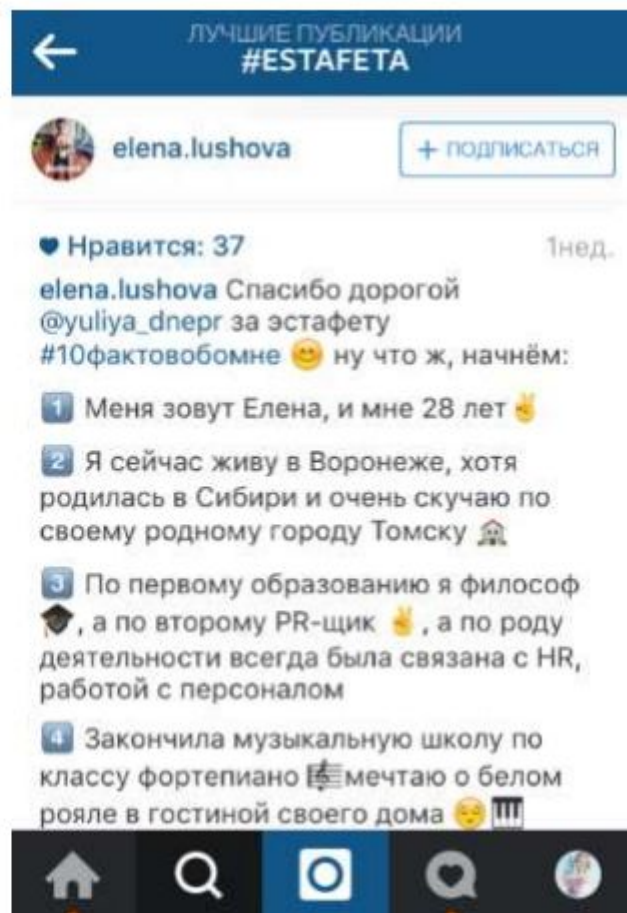 ЛУЧШИЕ ПУБЛИКАЦИИ
#ESTAFETA
elena.lushova
+ ПОДПИСАТЬСЯ
Нравится: 37
1нед.
elena.lushova Спасибо дорогой
@yuliya_dnepr за эстафету
#10фактовобомне 😊 ну что ж, начнём:
1️⃣ Меня зовут Елена, и мне 28 лет ✌
2️⃣ Я сейчас живу в Воронеже, хотя
родилась в Сибири и очень скучаю по
своему родному городу Томску 🏠
3️⃣ По первому образованию я философ
🎓, а по второму PR-щик ✌, а по роду
деятельности всегда была связана с HR,
работой с персоналом
4️⃣ Закончила музыкальную школу по
классу фортепиано 🎼мечтаю о белом
рояле в гостиной своего дома 😌🎹